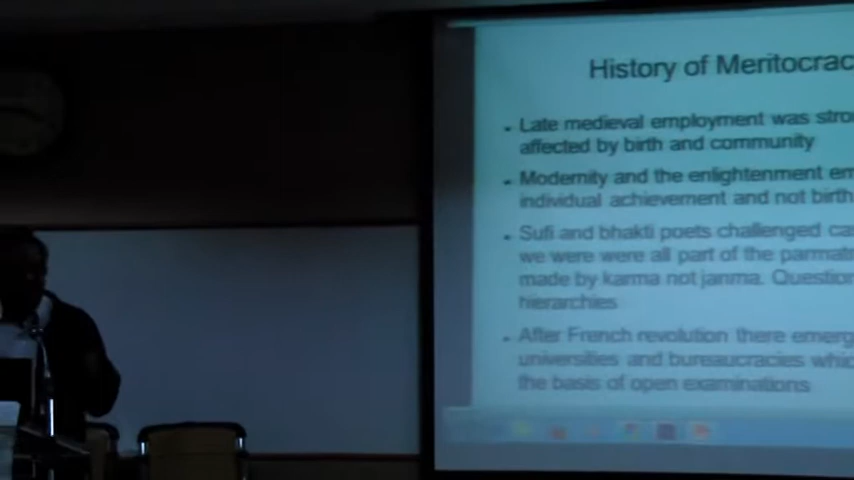 History of Meritocrac
Late medieval employment was stro
affected by birth and community
Modernity and the enlightenment em
individual achievement and not birth
Sufi and bhakti poets challenged cas
we were were all part of the parmatm
made by karma not janma. Question
hierarchies
After French revolution there emerg
universities and bureaucracies whic
the basis of open examinations